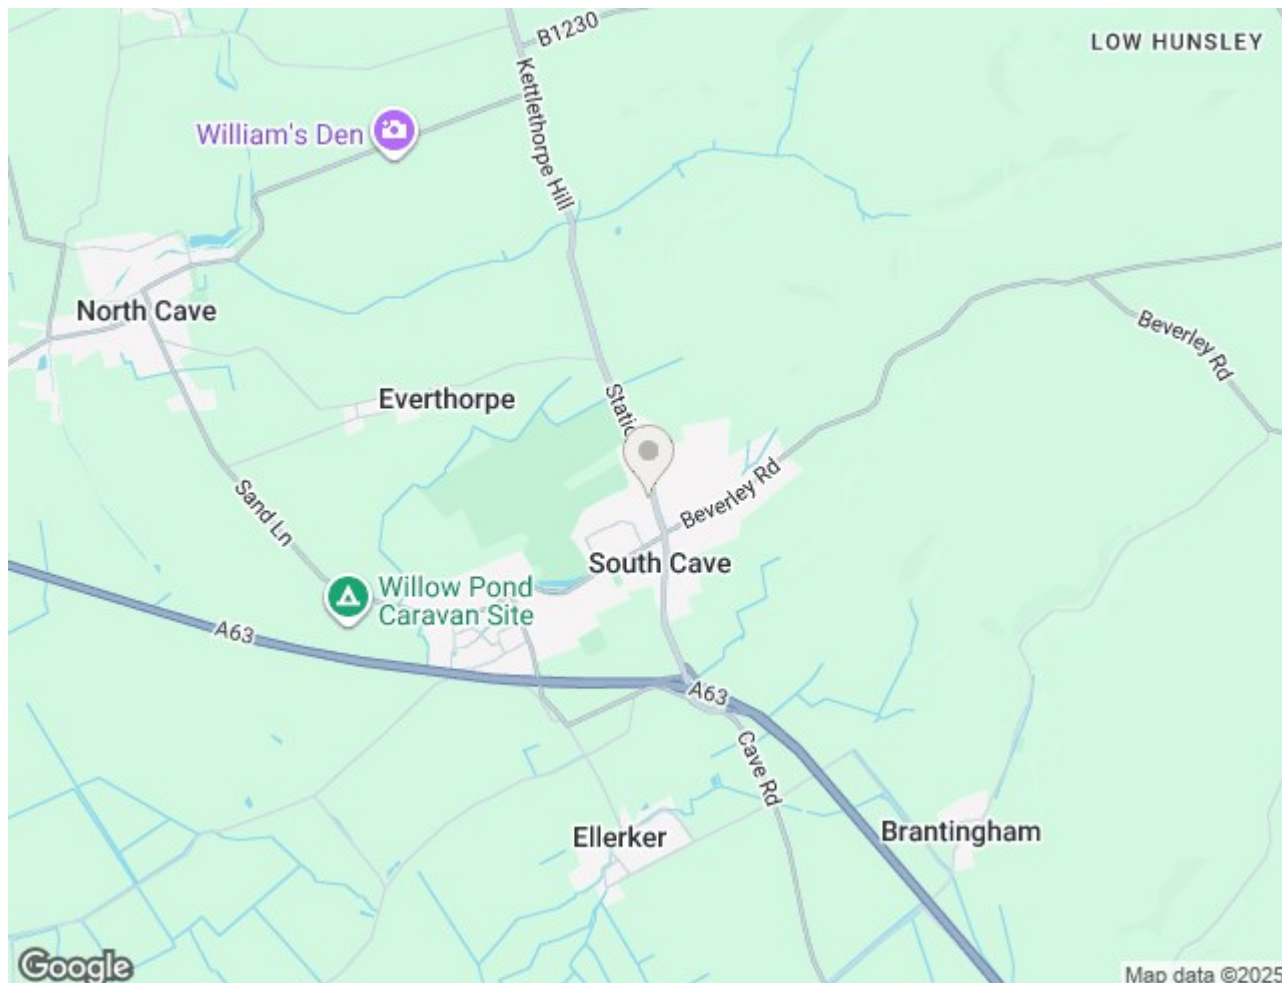 B1230
LOW HUNSLEY
Kettlethorpe Hill
William's Den
North Cave
Beverley Rd
Everthorpe
Static
Beverley Rd
Sand Ln
South Cave
Willow Pond
Caravan Site
A63
A63
Cave Rd
Ellerker
Brantingham
Google
Map data ©2025